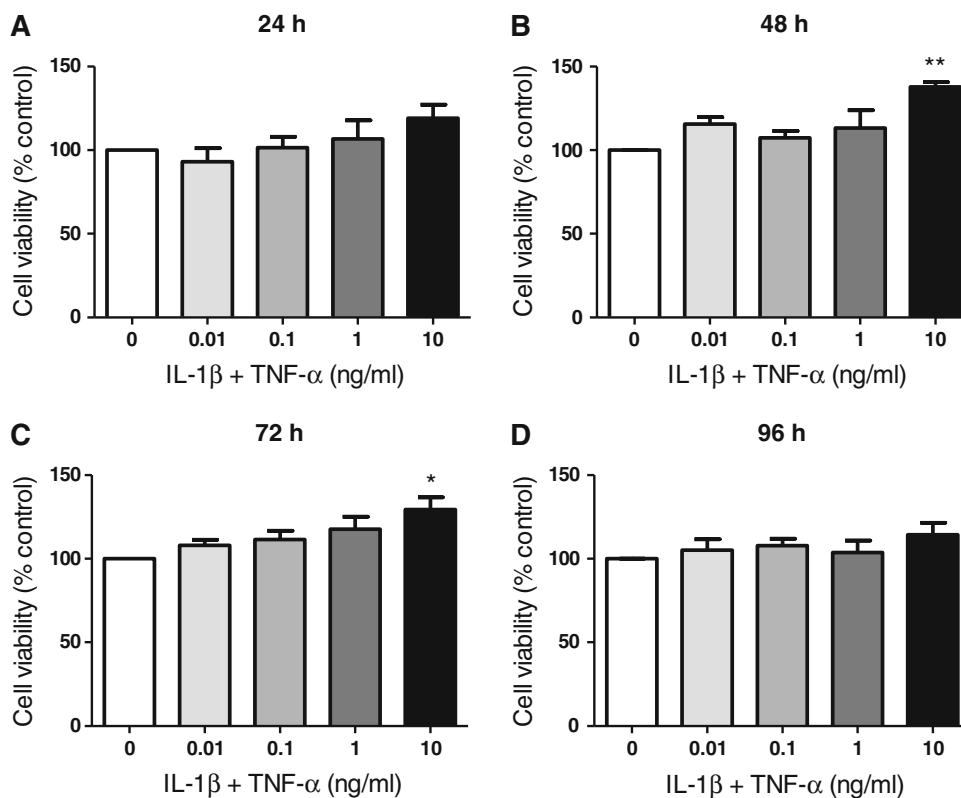 A
24 h
Cell viability (% control)
150
100
50
0
0 0.01 0.1 1 10
IL-1β + TNF-α (ng/ml)
B
48 h
Cell viability (% control)
150
100
50
0
**
0 0.01 0.1 1 10
IL-1β + TNF-α (ng/ml)
C
72 h
Cell viability (% control)
150
100
50
0
*
0 0.01 0.1 1 10
IL-1β + TNF-α (ng/ml)
D
96 h
Cell viability (% control)
150
100
50
0
0 0.01 0.1 1 10
IL-1β + TNF-α (ng/ml)